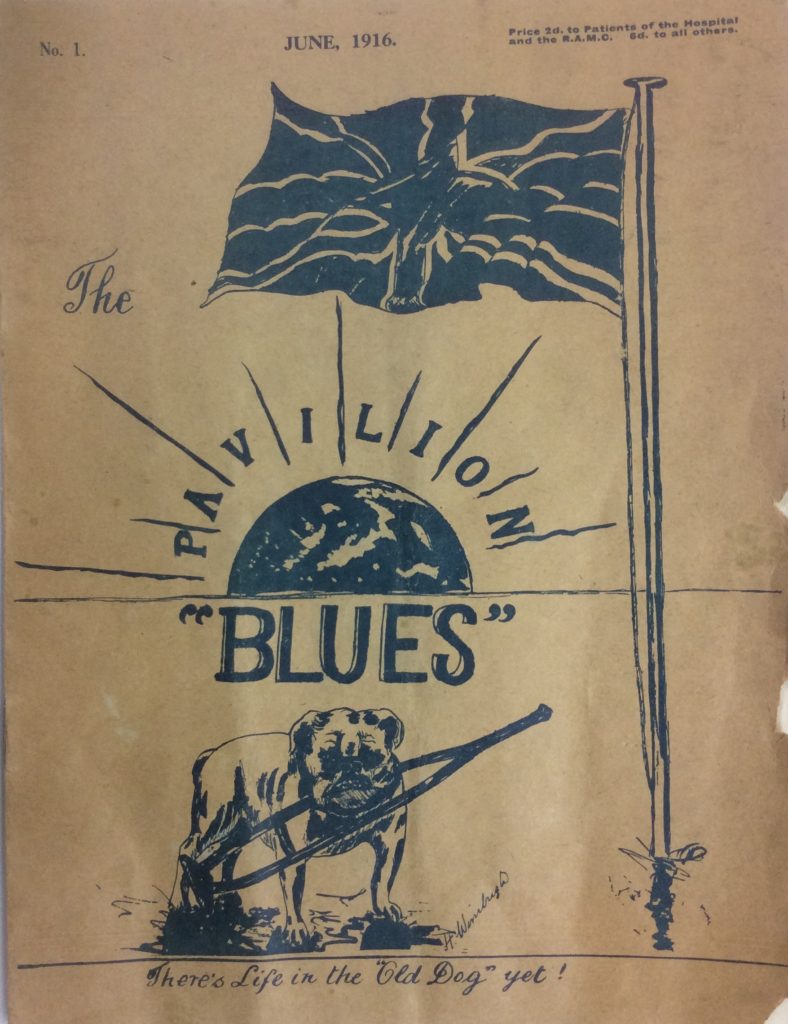 No. 1.
JUNE, 1916.
Price 2d. to Patients of the Hospital
and the R.A.M.C. 6d. to all others.
The
PAVILION
"BLUES"
There's Life in the "Old Dog" yet!